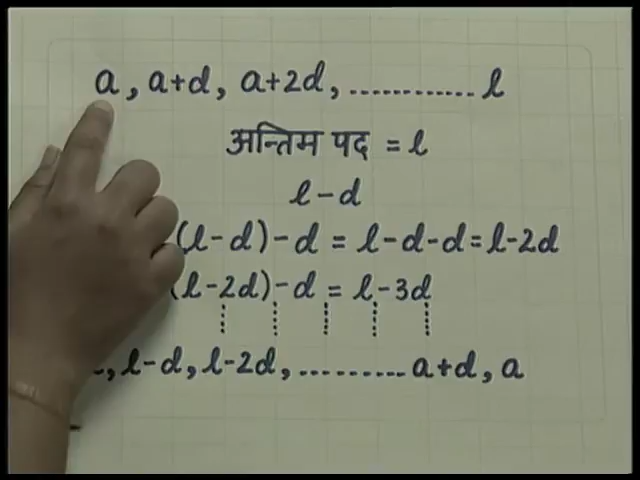 a, a+d, a+2d, ............ l
अन्तिम पद = l
l-d
(l-d)-d = l-d-d = l-2d
(l-2d)-d = l-3d
, l-d, l-2d, .......... a+d, a